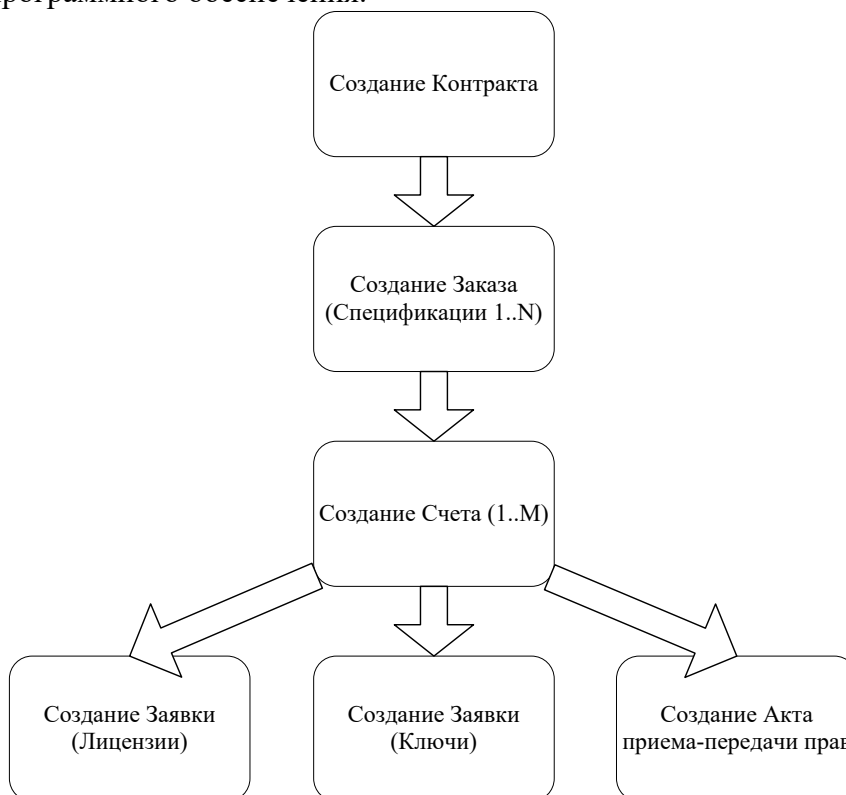 программного обеспечения.
Создание Контракта
Создание Заказа
(Спецификации 1..N)
Создание Счета (1..M)
Создание Заявки
(Лицензии)
Создание Заявки
(Ключи)
Создание Акта
приема-передачи прав